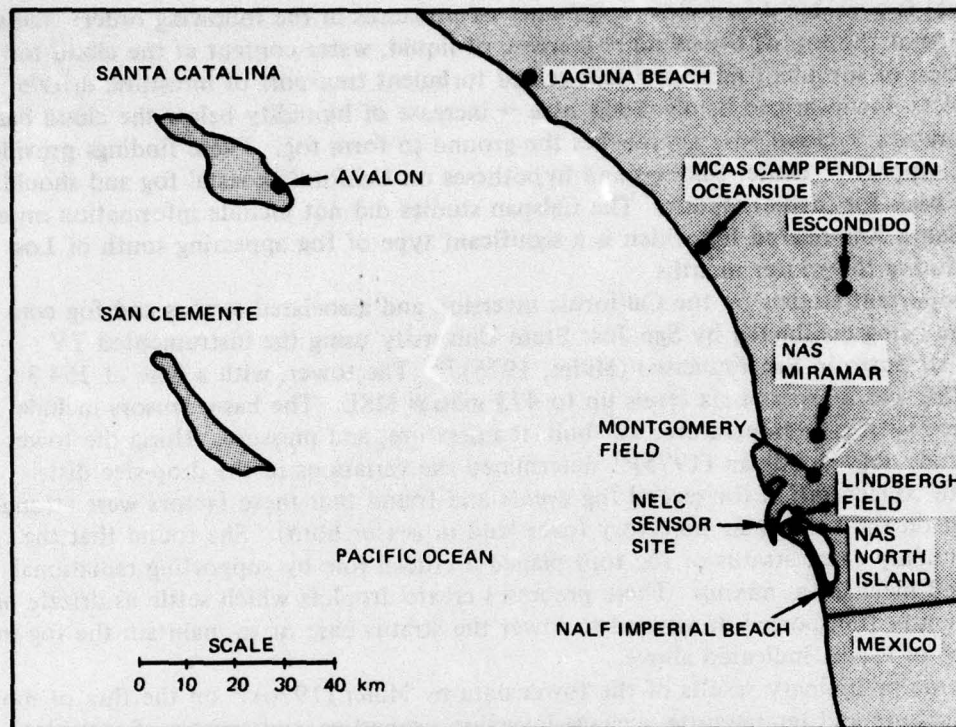 SANTA CATALINA
LAGUNA BEACH
AVALON
MCAS CAMP PENDLETON
OCEANSIDE
ESCONDIDO
SAN CLEMENTE
NAS
MIRAMAR
MONTGOMERY
FIELD
LINDBERGH
FIELD
NELC
SENSOR
SITE
NAS
NORTH
ISLAND
PACIFIC OCEAN
NALF IMPERIAL BEACH
MEXICO
SCALE
0 10 20 30 40 km